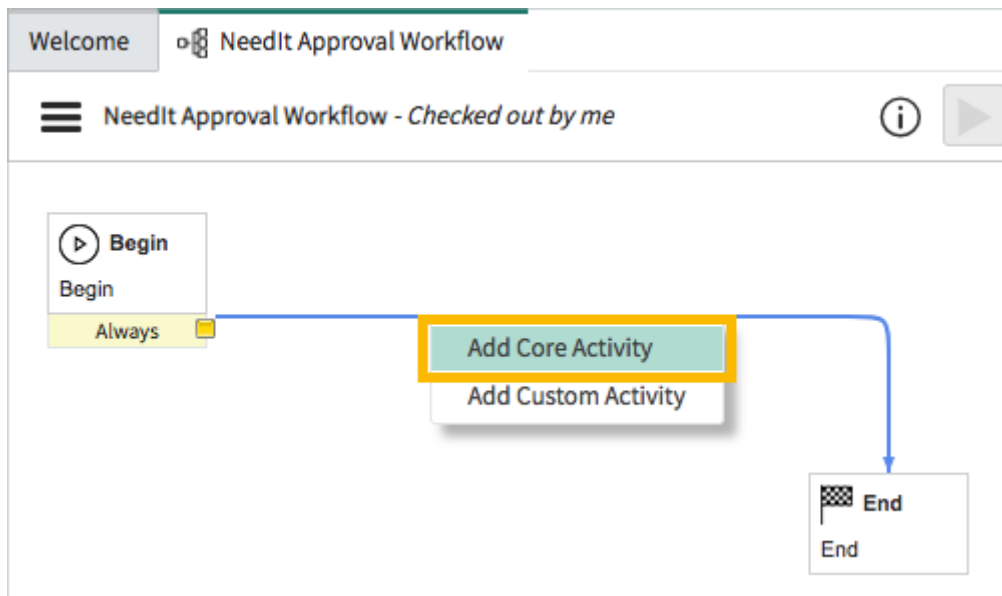 Welcome
NeedIt Approval Workflow
NeedIt Approval Workflow - Checked out by me
Begin
Begin
Always
Add Core Activity
Add Custom Activity
End
End